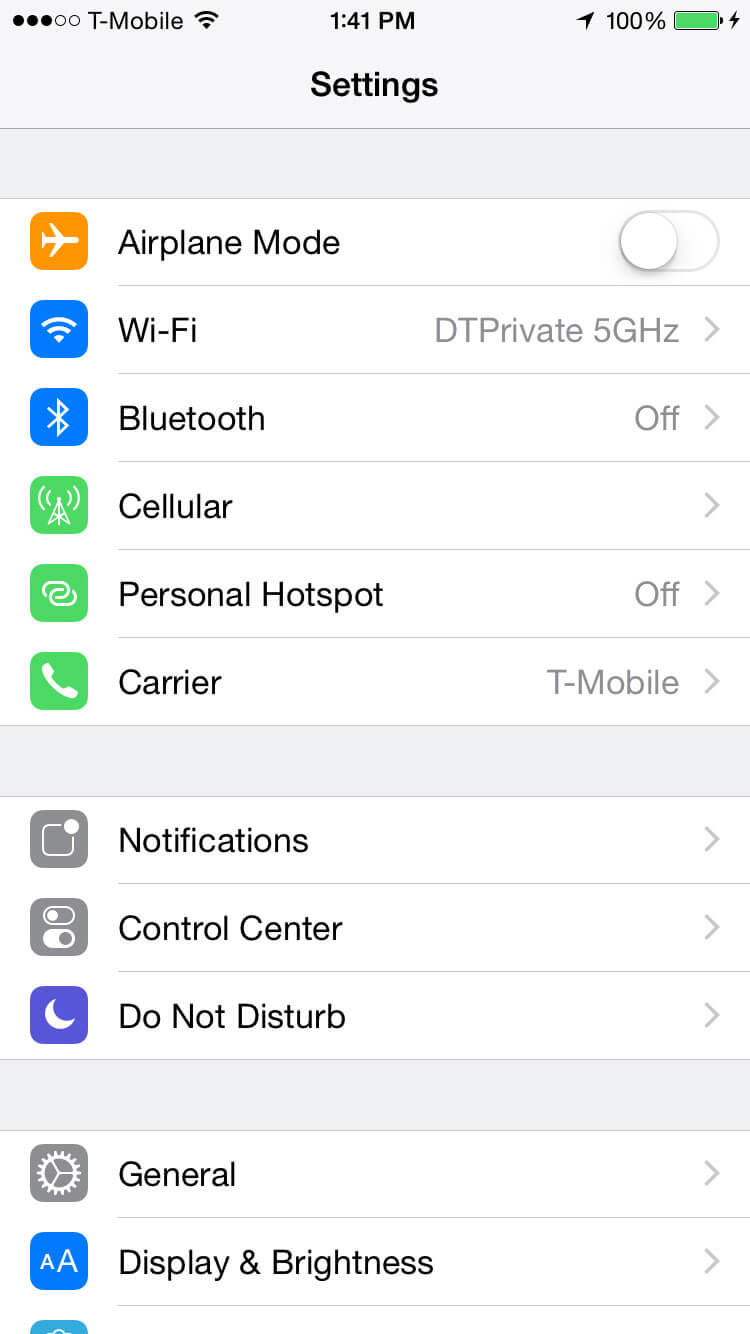 T-Mobile 1:41 PM 100%
Settings
Airplane Mode
Wi-Fi DTPrivate 5GHz
Bluetooth Off
Cellular
Personal Hotspot Off
Carrier T-Mobile
Notifications
Control Center
Do Not Disturb
General
AA Display & Brightness